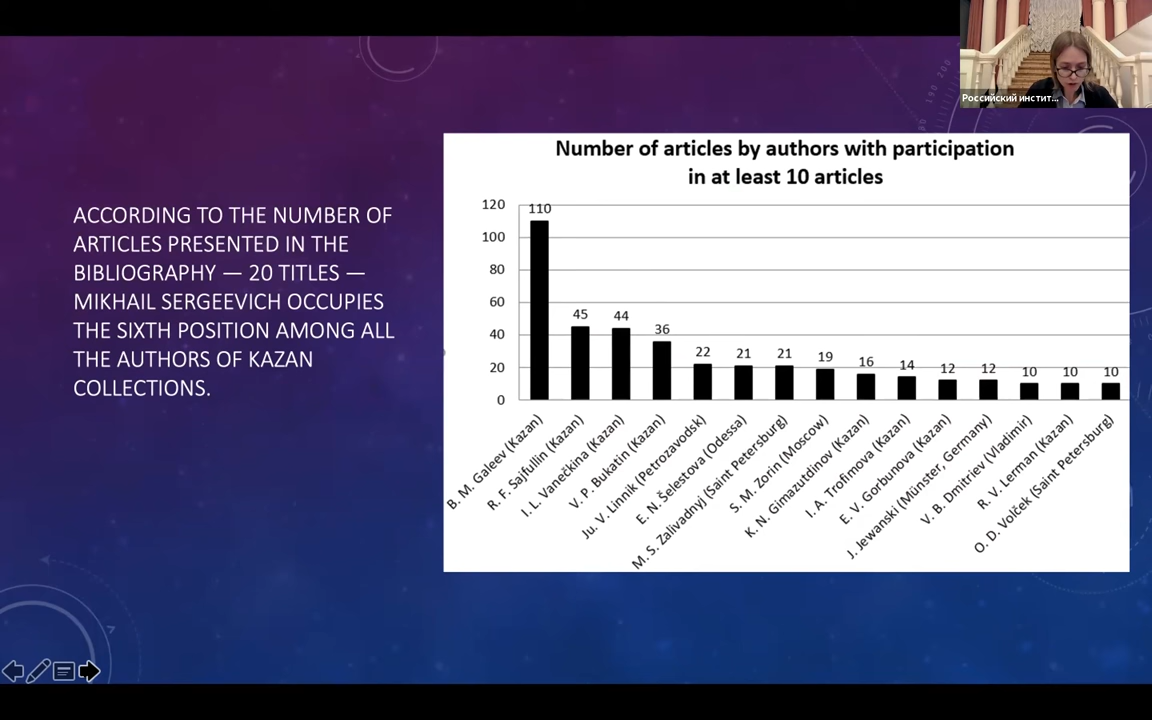 Российский инстит...
ACCORDING TO THE NUMBER OF
ARTICLES PRESENTED IN THE
BIBLIOGRAPHY — 20 TITLES —
MIKHAIL SERGEEVICH OCCUPIES
THE SIXTH POSITION AMONG ALL
THE AUTHORS OF KAZAN
COLLECTIONS.
Number of articles by authors with participation
in at least 10 articles
120
100
80
60
40
20
0
110
45
44
36
22
21
21
19
16
14
12
12
10
10
10
B. M. Galeev (Kazan)
R. F. Sajfullin (Kazan)
I. L. Vanečkina (Kazan)
V. P. Bukatin (Kazan)
Ju. V. Linnik (Petrozavodsk)
E. N. Šelestova (Odessa)
M. S. Zalivadnyj (Saint Petersburg)
S. M. Zorin (Moscow)
K. N. Gimazutdinov (Kazan)
I. A. Trofimova (Kazan)
E. V. Gorbunova (Kazan)
J. Jewanski (Münster, Germany)
V. B. Dmitriev (Vladimir)
R. V. Lerman (Kazan)
O. D. Volček (Saint Petersburg)
190 200